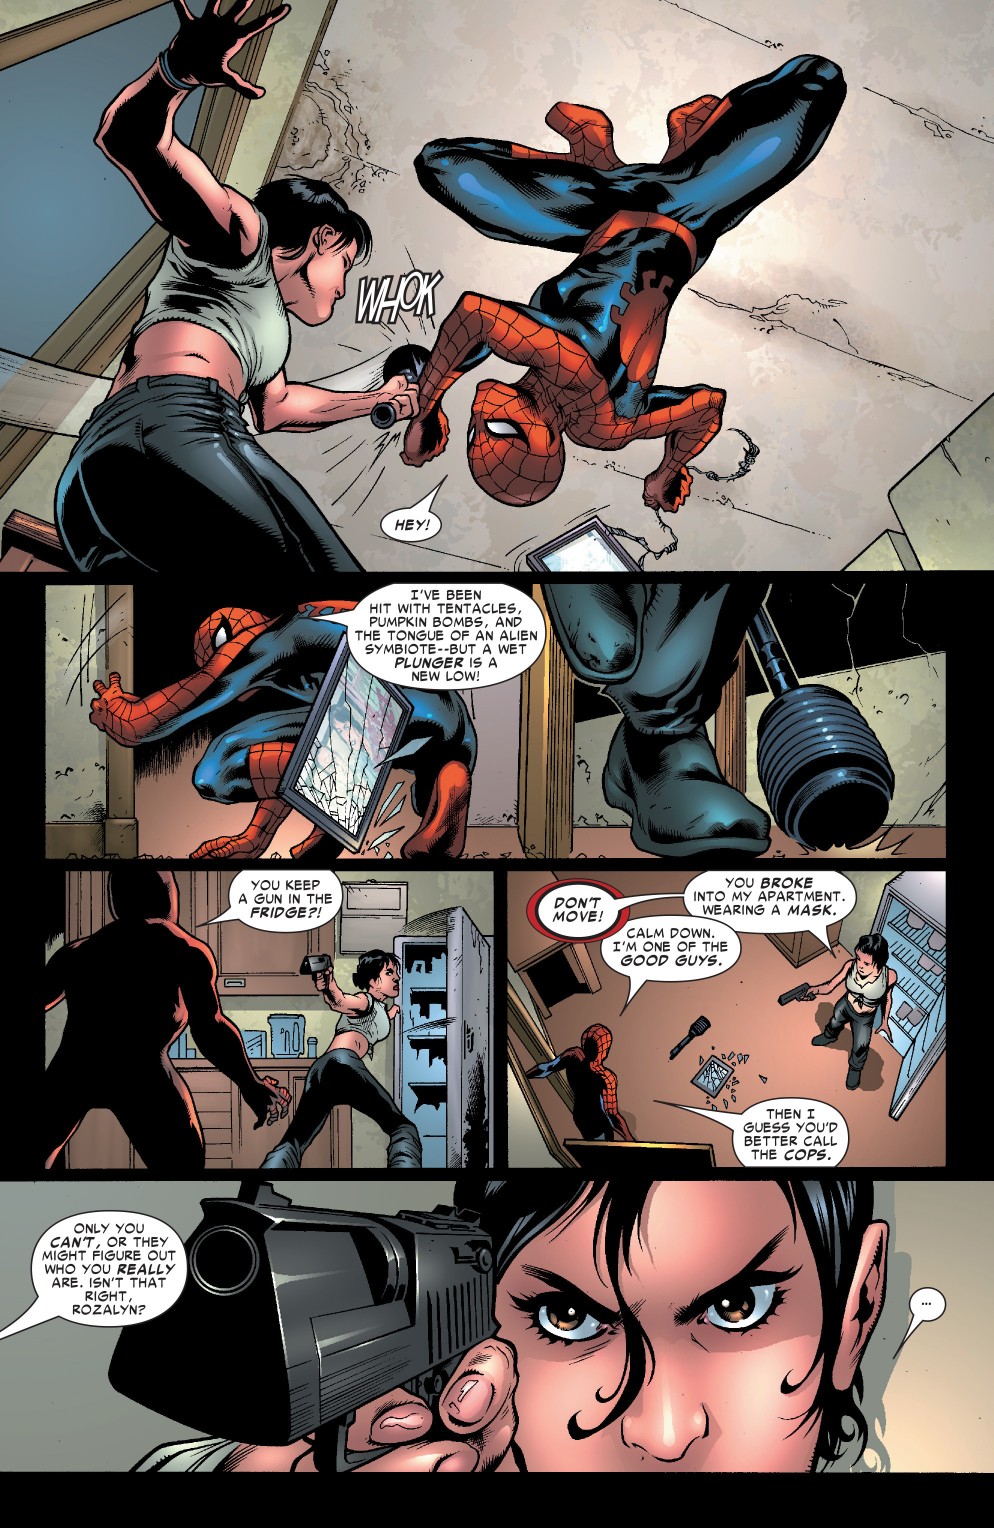 WHOK
HEY!
I'VE BEEN
HIT WITH TENTACLES,
PUMPKIN BOMBS, AND
THE TONGUE OF AN ALIEN
SYMBIOTE--BUT A WET
PLUNGER IS A
NEW LOW!
YOU KEEP
A GUN IN THE
FRIDGE?!
DON'T
MOVE!
CALM DOWN.
I'M ONE OF THE
GOOD GUYS.
YOU BROKE
INTO MY APARTMENT.
WEARING A MASK.
THEN I
GUESS YOU'D
BETTER CALL
THE COPS.
ONLY YOU
CAN'T, OR THEY
MIGHT FIGURE OUT
WHO YOU REALLY
ARE. ISN'T THAT
RIGHT,
ROZALYN?
...